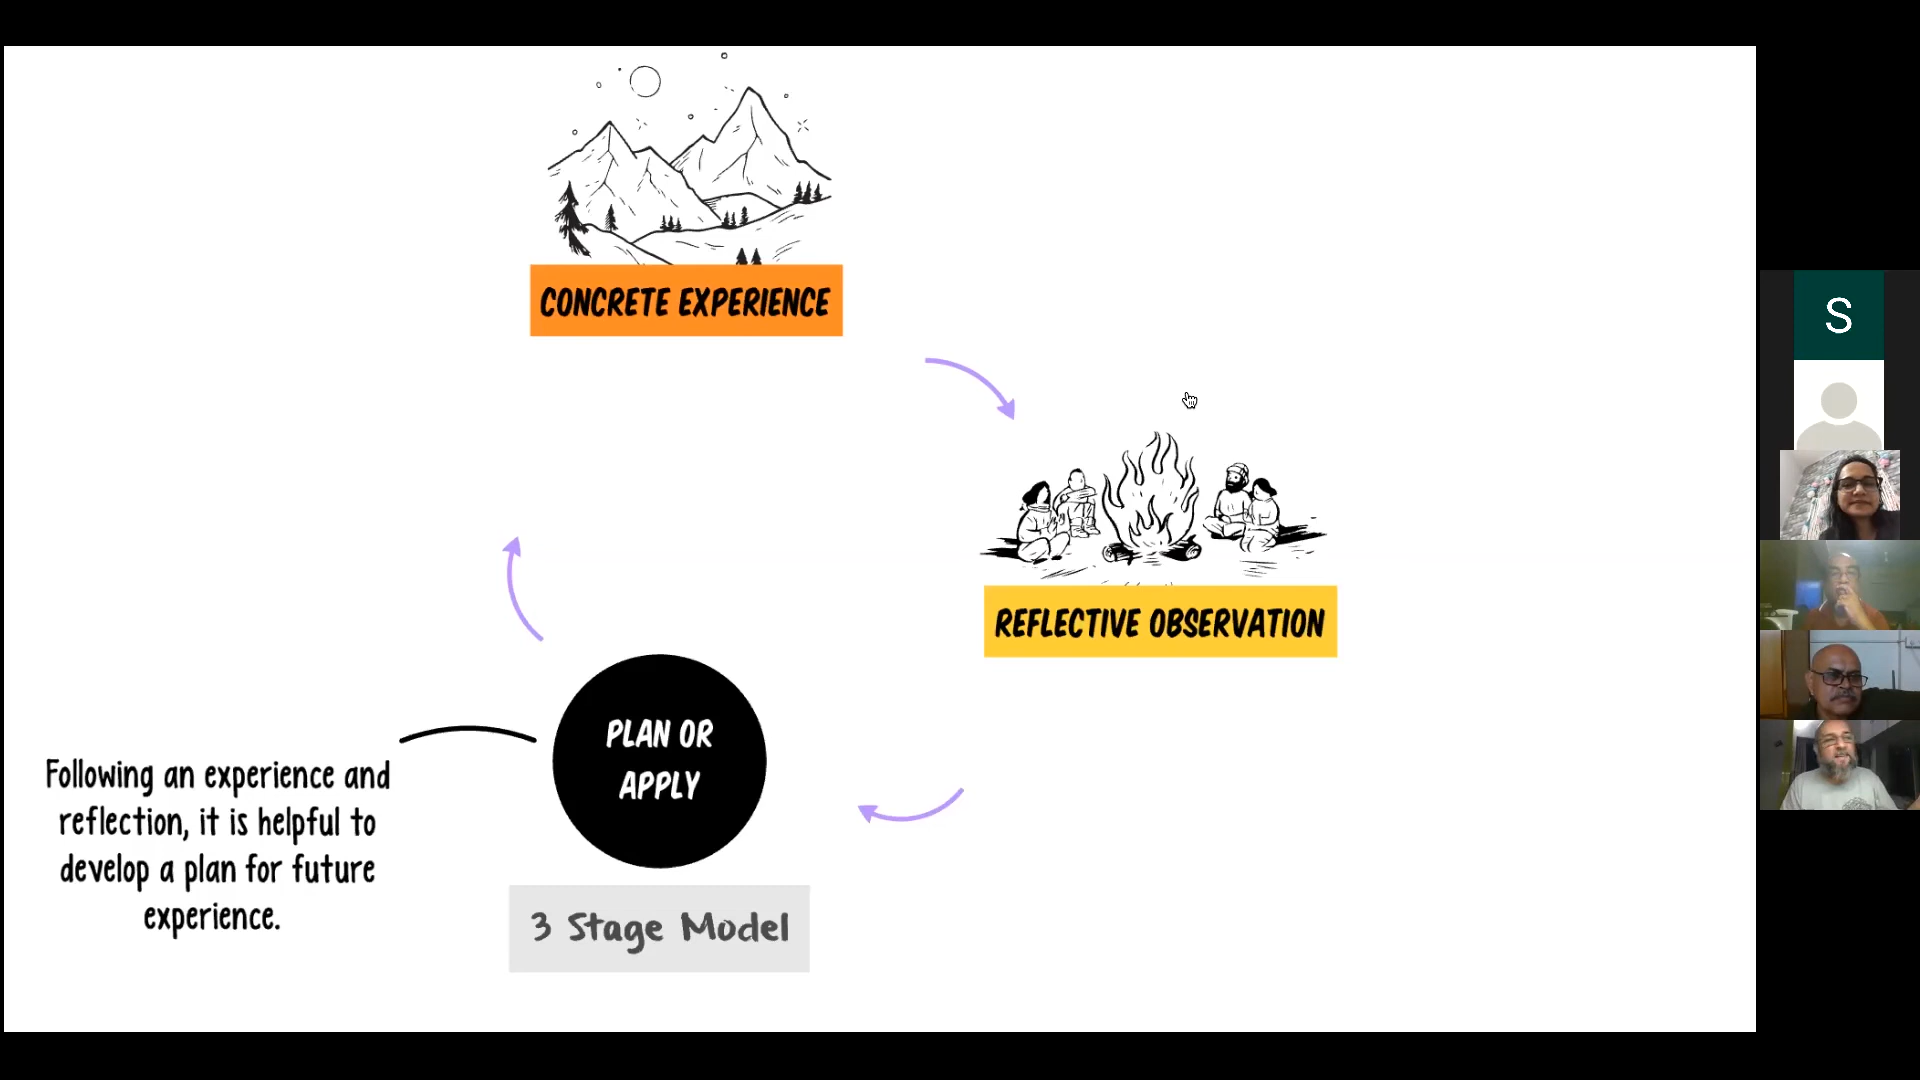 CONCRETE EXPERIENCE
S
REFLECTIVE OBSERVATION
PLAN OR
APPLY
Following an experience and
reflection, it is helpful to
develop a plan for future
experience.
3 Stage Model